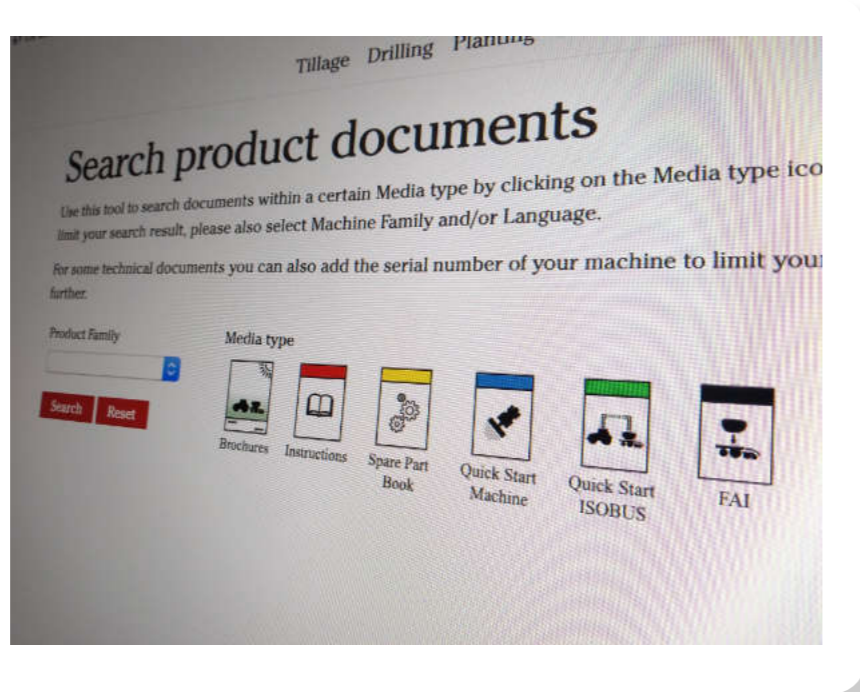 Tillage Drilling Planting
Search product documents
Use this tool to search documents within a certain Media type by clicking on the Media type ico
limit your search result, please also select Machine Family and/or Language.
For some technical documents you can also add the serial number of your machine to limit your
further.
Product Family
Media type
Search Reset
Brochures Instructions Spare Part Book Quick Start Machine Quick Start ISOBUS FAI